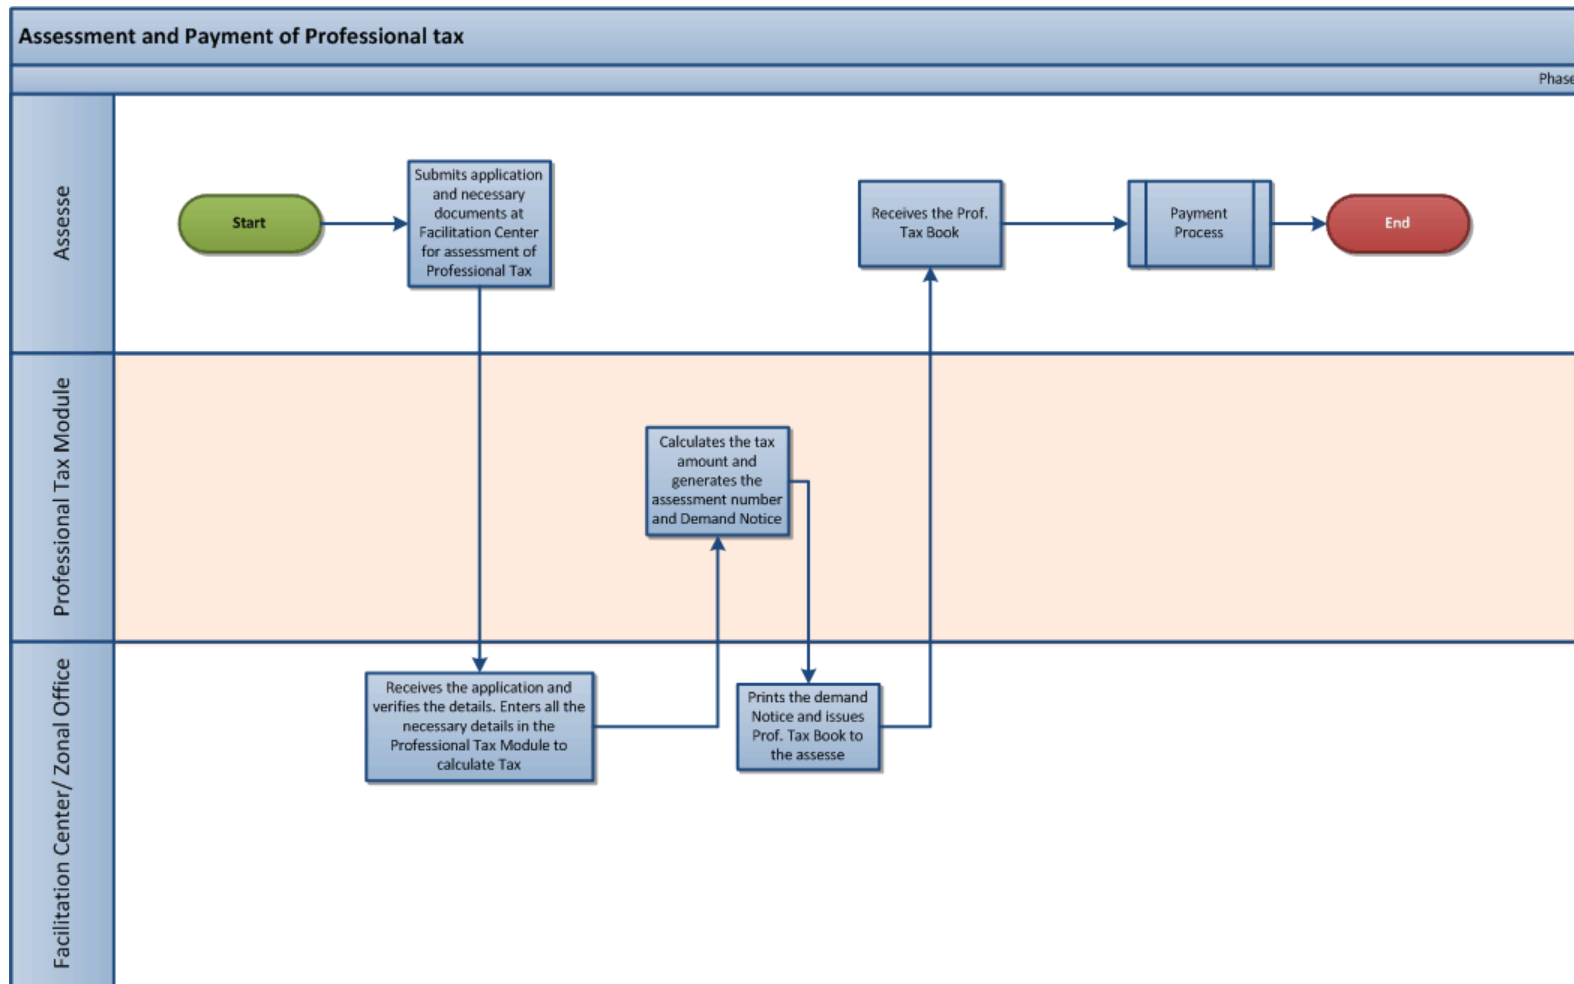 Assessment and Payment of Professional tax
Phase
Assesse
Start
Submits application
and necessary
documents at
Facilitation Center
for assessment of
Professional Tax
Receives the Prof.
Tax Book
Payment
Process
End
Professional Tax Module
Calculates the tax
amount and
generates the
assessment number
and Demand Notice
Facilitation Center/ Zonal Office
Receives the application and
verifies the details. Enters all the
necessary details in the
Professional Tax Module to
calculate Tax
Prints the demand
Notice and issues
Prof. Tax Book to
the assesse